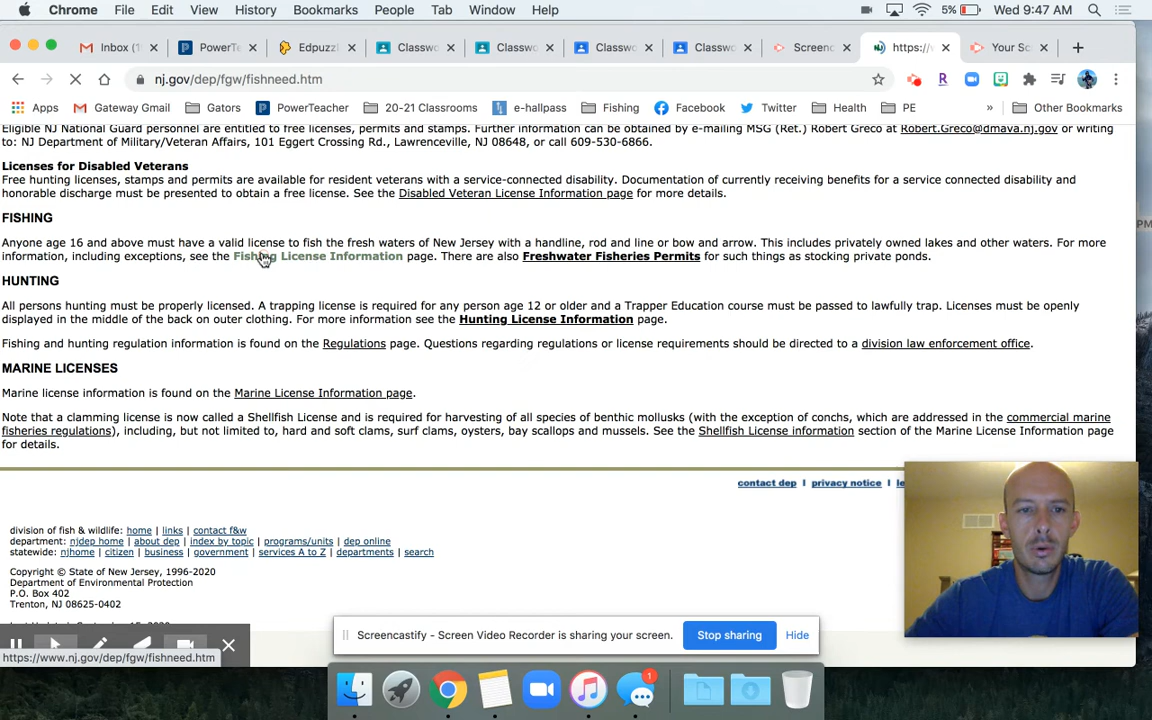 Chrome File Edit View History Bookmarks People Tab Window Help 5% Wed 9:47 AM
Inbox (1 PowerTe Edpuzzl Classwo Classwo Classwo Classwo Screenc https:// Your Sc
nj.gov/dep/fgw/fishneed.htm
Apps Gateway Gmail Gators PowerTeacher 20-21 Classrooms e-hallpass Fishing Facebook Twitter Health PE » Other Bookmarks
Eligible NJ National Guard personnel are entitled to free licenses, permits and stamps. Further information can be obtained by e-mailing MSG (Ret.) Robert Greco at Robert.Greco@dmava.nj.gov or writing
to: NJ Department of Military/Veteran Affairs, 101 Eggert Crossing Rd., Lawrenceville, NJ 08648, or call 609-530-6866.
Licenses for Disabled Veterans
Free hunting licenses, stamps and permits are available for resident veterans with a service-connected disability. Documentation of currently receiving benefits for a service connected disability and
honorable discharge must be presented to obtain a free license. See the Disabled Veteran License Information page for more details.
FISHING
Anyone age 16 and above must have a valid license to fish the fresh waters of New Jersey with a handline, rod and line or bow and arrow. This includes privately owned lakes and other waters. For more
information, including exceptions, see the Fishing License Information page. There are also Freshwater Fisheries Permits for such things as stocking private ponds.
HUNTING
All persons hunting must be properly licensed. A trapping license is required for any person age 12 or older and a Trapper Education course must be passed to lawfully trap. Licenses must be openly
displayed in the middle of the back on outer clothing. For more information see the Hunting License Information page.
Fishing and hunting regulation information is found on the Regulations page. Questions regarding regulations or license requirements should be directed to a division law enforcement office.
MARINE LICENSES
Marine license information is found on the Marine License Information page.
Note that a clamming license is now called a Shellfish License and is required for harvesting of all species of benthic mollusks (with the exception of conchs, which are addressed in the commercial marine
fisheries regulations), including, but not limited to, hard and soft clams, surf clams, oysters, bay scallops and mussels. See the Shellfish License information section of the Marine License Information page
for details.
contact dep | privacy notice | le
division of fish & wildlife: home | links | contact f&w
department: njdep home | about dep | index by topic | programs/units | dep online
statewide: njhome | citizen | business | government | services A to Z | departments | search
Copyright © State of New Jersey, 1996-2020
Department of Environmental Protection
P.O. Box 402
Trenton, NJ 08625-0402
Screencastify - Screen Video Recorder is sharing your screen. Stop sharing Hide
https://www.nj.gov/dep/fgw/fishneed.htm
1